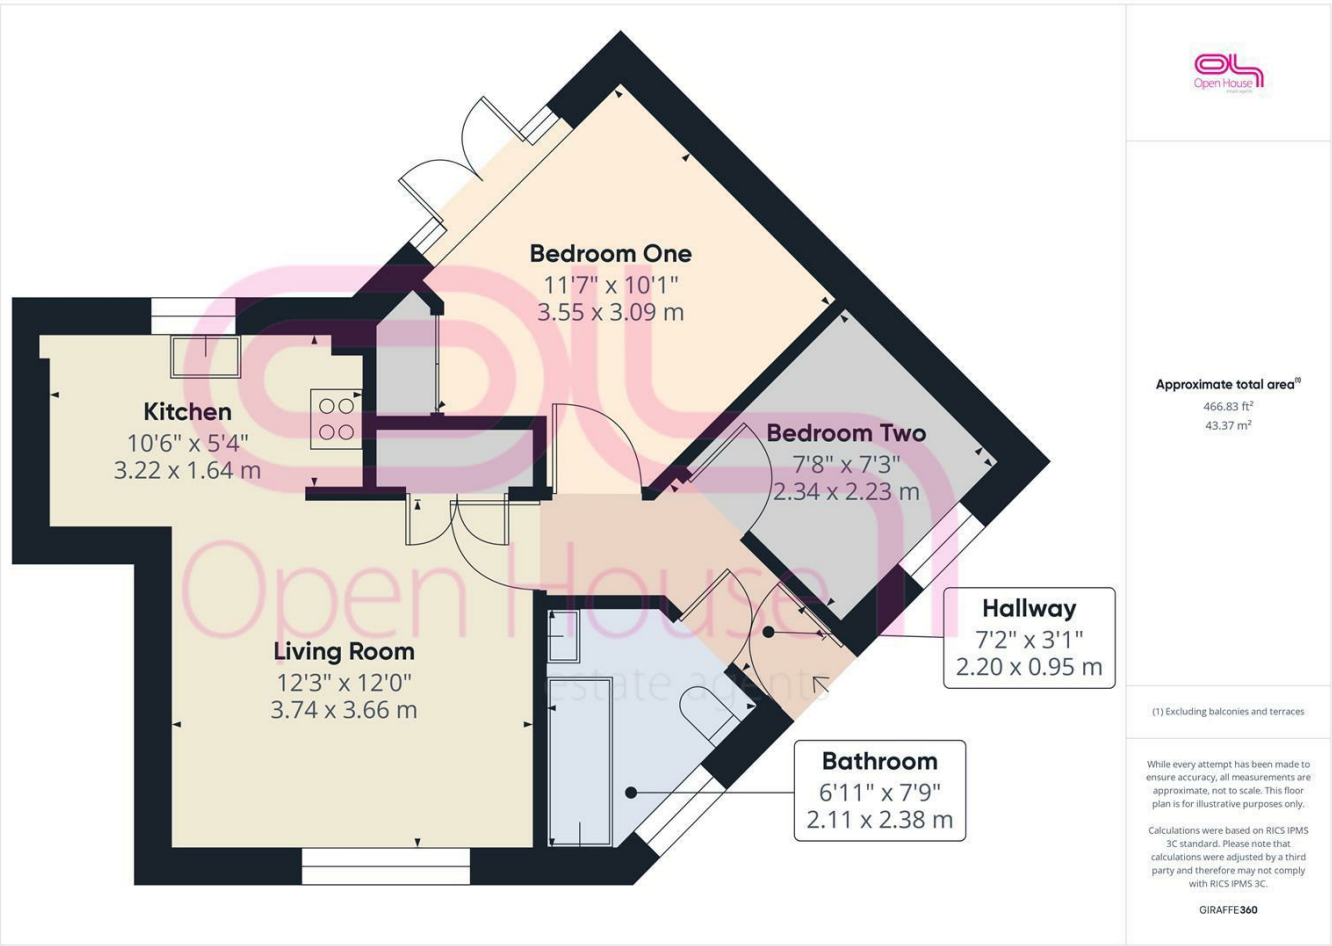 Bedroom One
11'7" x 10'1"
3.55 x 3.09 m
Kitchen
10'6" x 5'4"
3.22 x 1.64 m
Bedroom Two
7'8" x 7'3"
2.34 x 2.23 m
Open House
estate agents
Hallway
7'2" x 3'1"
2.20 x 0.95 m
Living Room
12'3" x 12'0"
3.74 x 3.66 m
Bathroom
6'11" x 7'9"
2.11 x 2.38 m
Open House
estate agents
Approximate total area(1)
466.83 ft²
43.37 m²
(1) Excluding balconies and terraces
While every attempt has been made to
ensure accuracy, all measurements are
approximate, not to scale. This floor
plan is for illustrative purposes only.
Calculations were based on RICS IPMS
3C standard. Please note that
calculations were adjusted by a third
party and therefore may not comply
with RICS IPMS 3C.
GIRAFFE360